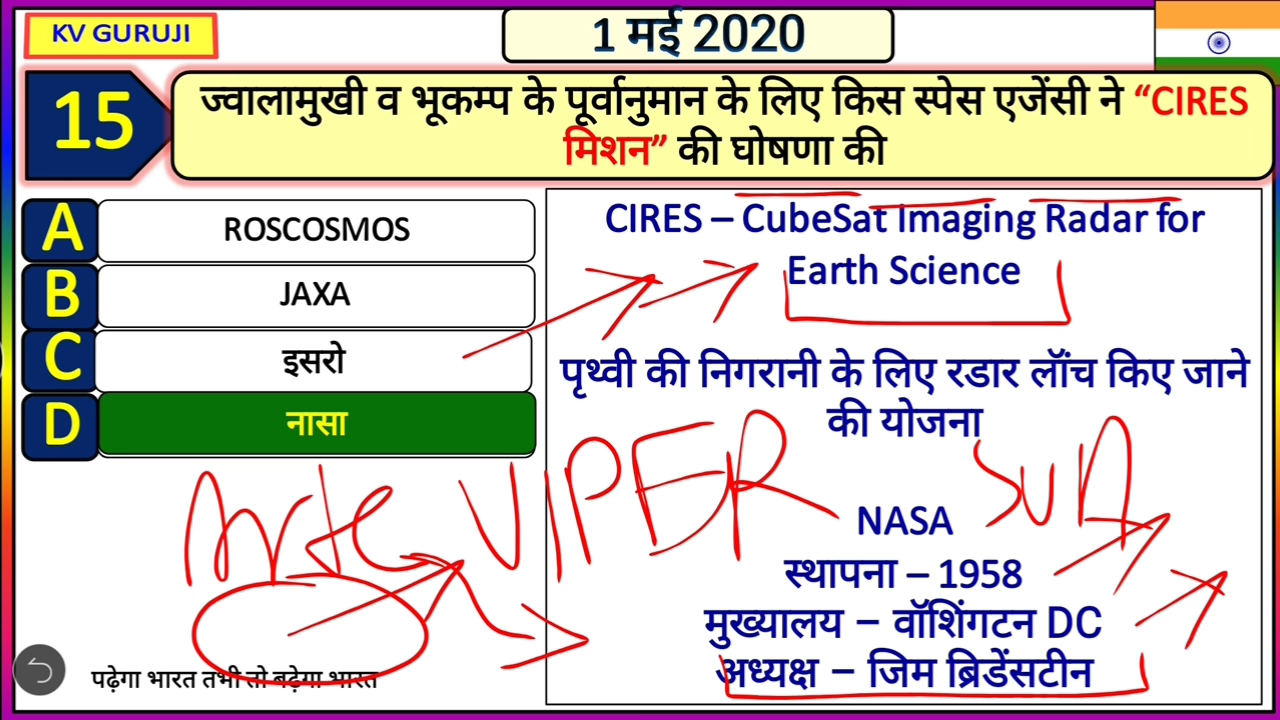 KV GURUJI
1 मई 2020
15
ज्वालामुखी व भूकम्प के पूर्वानुमान के लिए किस स्पेस एजेंसी ने “CIRES
मिशन” की घोषणा की
A ROSCOSMOS
B JAXA
C इसरो
D नासा
CIRES – CubeSat Imaging Radar for
Earth Science
पृथ्वी की निगरानी के लिए रडार लॉंच किए जाने
की योजना
VIPER
NASA
स्थापना – 1958
मुख्यालय – वॉशिंगटन DC
अध्यक्ष – जिम ब्रिडेंसटीन
पढ़ेगा भारत तभी तो बढ़ेगा भारत